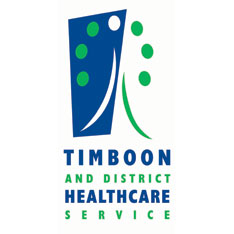 TIMBOON
AND DISTRICT
HEALTHCARE
SERVICE